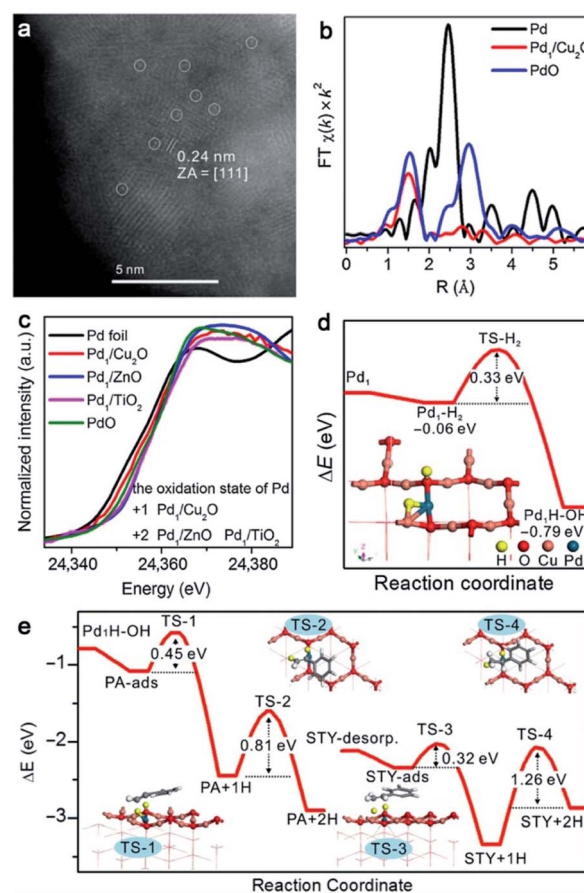 a
0.24 nm
ZA = [111]
5 nm
b
Pd
Pd₁/Cu₂O
PdO
FT χ(k) × k²
0 1 2 3 4 5
R (Å)
c
Pd foil
Pd₁/Cu₂O
Pd₁/ZnO
Pd₁/TiO₂
PdO
the oxidation state of Pd
+1 Pd₁/Cu₂O
+2 Pd₁/ZnO Pd₁/TiO₂
Normalized intensity (a.u.)
24,340 24,360 24,380
Energy (eV)
d
TS-H₂
0.33 eV
Pd₁
Pd₁-H₂
−0.06 eV
Pd₁H-OH
−0.79 eV
H O Cu Pd
ΔE (eV)
Reaction coordinate
e
Pd₁H-OH
TS-1
0.45 eV
PA-ads
TS-2
TS-2
0.81 eV
PA+1H
PA+2H
TS-1
STY-desorp.
TS-3
0.32 eV
STY-ads
TS-4
TS-4
1.26 eV
STY+1H
STY+2H
TS-3
−1
−2
−3
ΔE (eV)
Reaction Coordinate